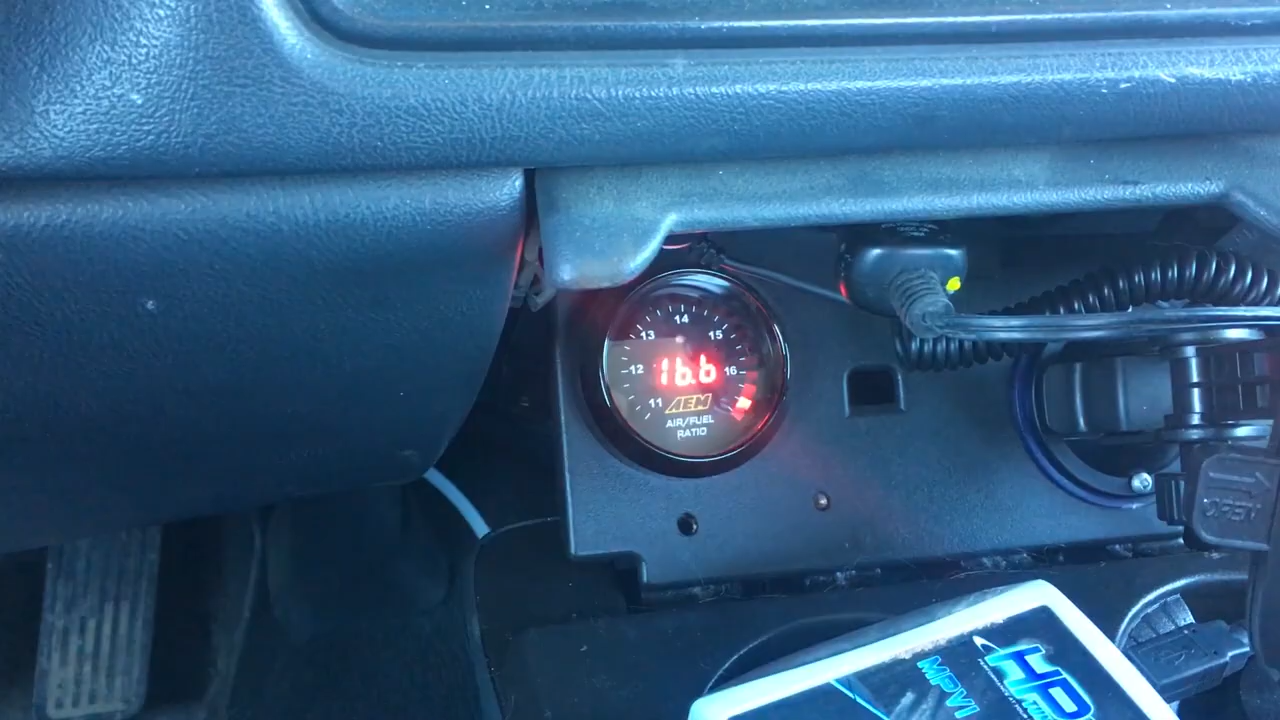 14
13 15
12 16.6 16
11 AEM
AIR/FUEL
RATIO
OPEN
HP
MPVI